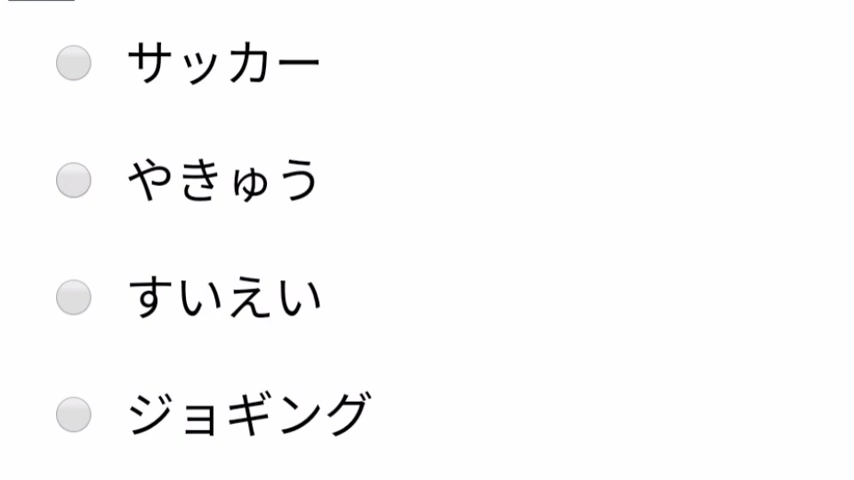 サッカー
やきゅう
すいえい
ジョギング